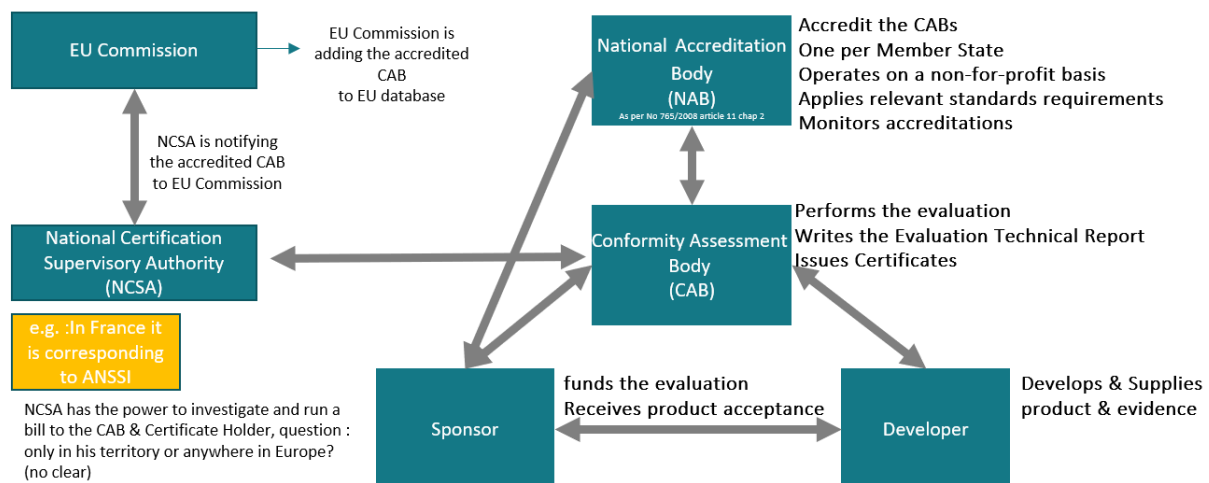 EU Commission
EU Commission is
adding the accredited
CAB
to EU database
National Accreditation
Body
(NAB)
As per No 765/2008 article 11 chap 2
Accredit the CABs
One per Member State
Operates on a non-for-profit basis
Applies relevant standards requirements
Monitors accreditations
NCSA is notifying
the accredited CAB
to EU Commission
National Certification
Supervisory Authority
(NCSA)
Conformity Assessment
Body
(CAB)
Performs the evaluation
Writes the Evaluation Technical Report
Issues Certificates
e.g. :In France it
is corresponding
to ANSSI
NCSA has the power to investigate and run a
bill to the CAB & Certificate Holder, question :
only in his territory or anywhere in Europe?
(no clear)
Sponsor
funds the evaluation
Receives product acceptance
Developer
Develops & Supplies
product & evidence